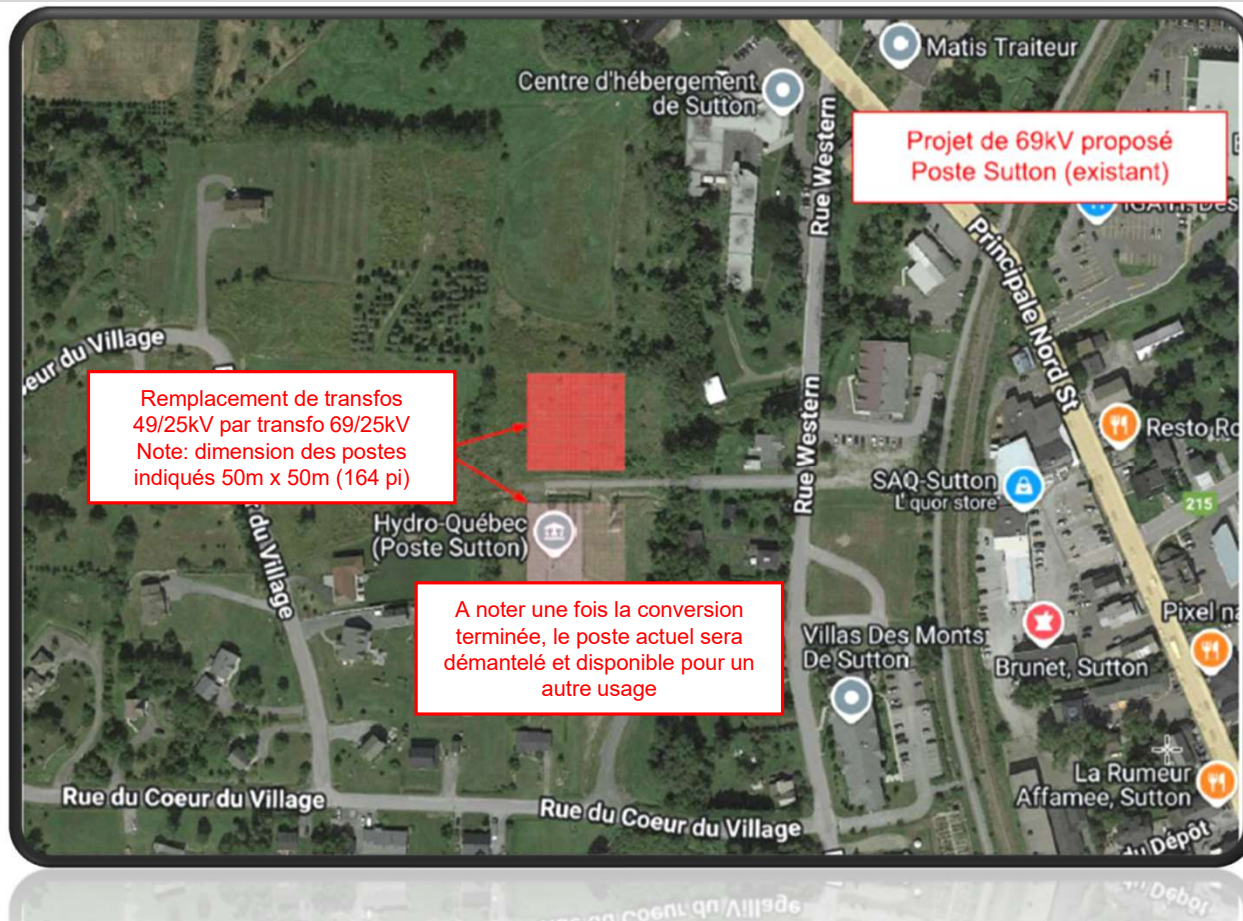 Matis Traiteur
Centre d'hébergement
de Sutton
Rue Western
Projet de 69kV proposé
Poste Sutton (existant)
Principale Nord St
du Village
Remplacement de transfos
49/25kV par transfo 69/25kV
Note: dimension des postes
indiqués 50m x 50m (164 pi)
Rue Western
Resto
SAQ-Sutton
Liquor store
215
Hydro-Québec
(Poste Sutton)
du Village
A noter une fois la conversion
terminée, le poste actuel sera
démantelé et disponible pour un
autre usage
Villas Des Monts
De Sutton
Pixel
Brunet, Sutton
La Rumeur
Affamee, Sutton
Rue du Coeur du Village
Rue du Coeur du Village
du Dépôt